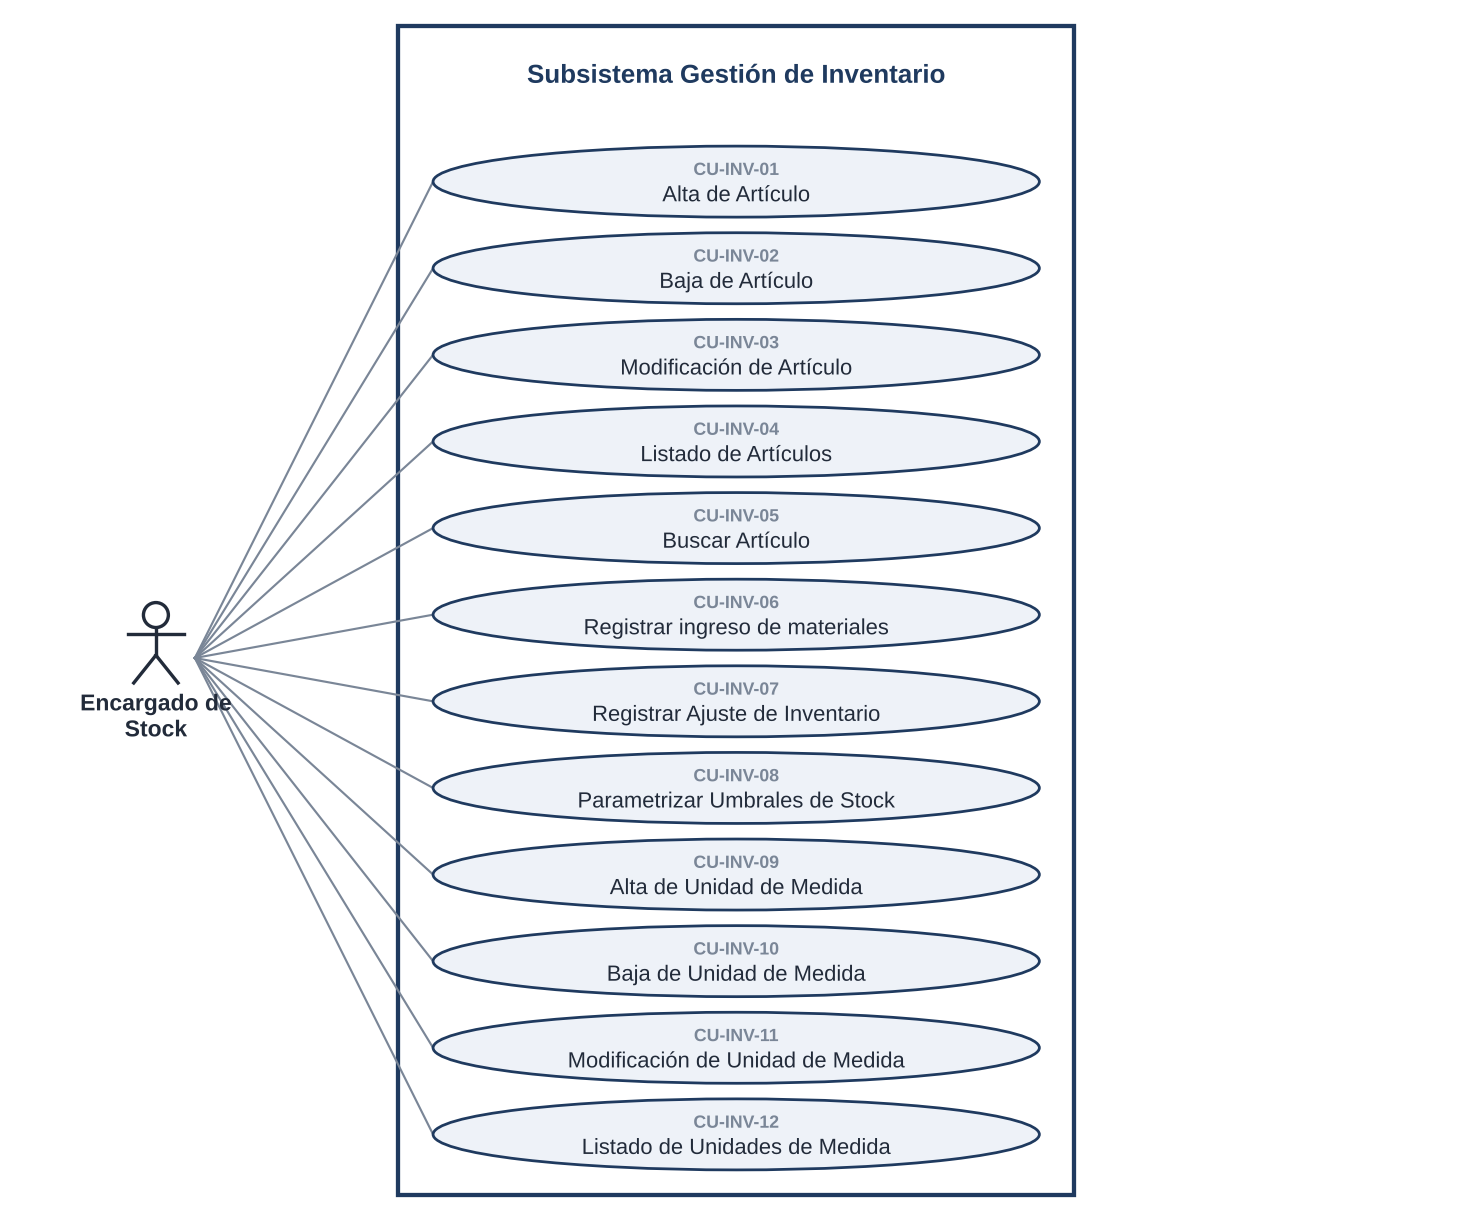 Subsistema Gestión de Inventario
CU-INV-01
Alta de Artículo
CU-INV-02
Baja de Artículo
CU-INV-03
Modificación de Artículo
CU-INV-04
Listado de Artículos
CU-INV-05
Buscar Artículo
CU-INV-06
Registrar ingreso de materiales
CU-INV-07
Registrar Ajuste de Inventario
CU-INV-08
Parametrizar Umbrales de Stock
CU-INV-09
Alta de Unidad de Medida
CU-INV-10
Baja de Unidad de Medida
CU-INV-11
Modificación de Unidad de Medida
CU-INV-12
Listado de Unidades de Medida
Encargado de
Stock